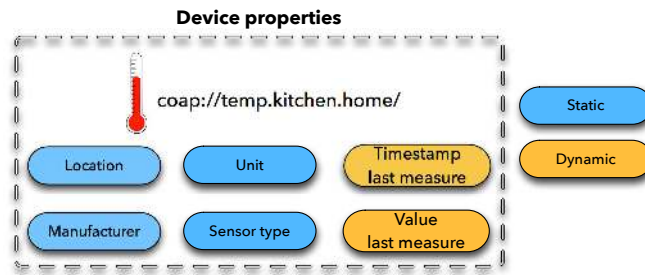 Device properties
coap://temp.kitchen.home/
Static
Location
Unit
Timestamp
last measure
Dynamic
Manufacturer
Sensor type
Value
last measure